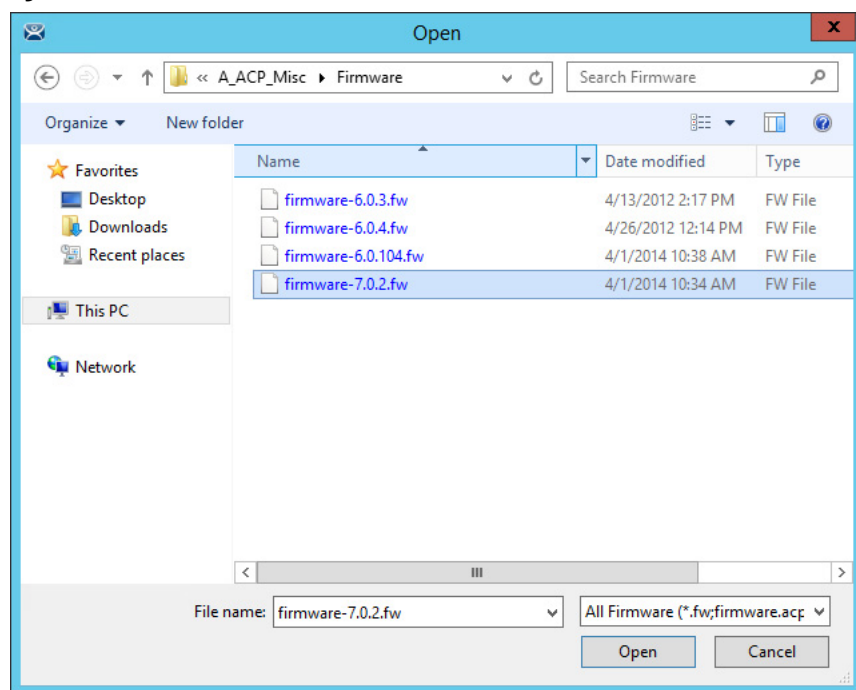 Open
x
« A_ACP_Misc Firmware
Search Firmware
Organize New folder
Name Date modified Type
Favorites
Desktop
Downloads
Recent places
This PC
Network
firmware-6.0.3.fw 4/13/2012 2:17 PM FW File
firmware-6.0.4.fw 4/26/2012 12:14 PM FW File
firmware-6.0.104.fw 4/1/2014 10:38 AM FW File
firmware-7.0.2.fw 4/1/2014 10:34 AM FW File
File name: firmware-7.0.2.fw
All Firmware (*.fw;firmware.acp
Open Cancel